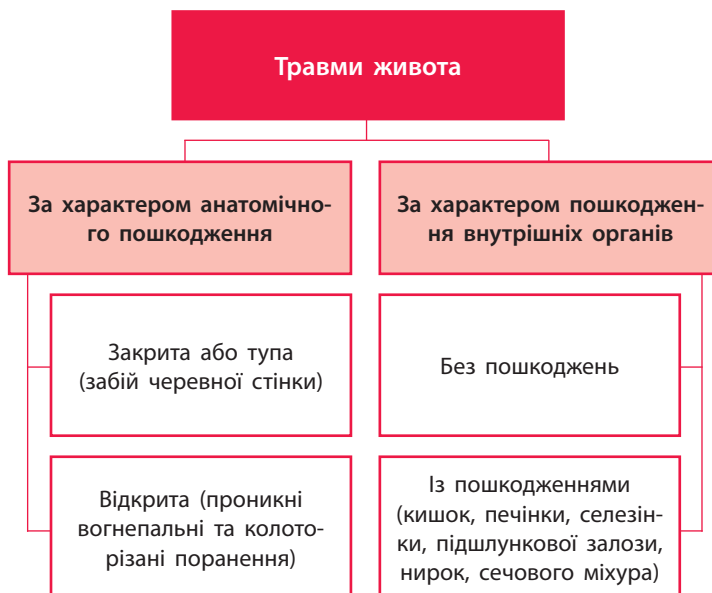 Травми живота
За характером анатомічно-
го пошкодження
За характером пошкоджен-
ня внутрішніх органів
Закрита або тупа
(забій черевної стінки)
Без пошкоджень
Відкрита (проникні
вогнепальні та колото-
різані поранення)
Із пошкодженнями
(кишок, печінки, селезін-
ки, підшлункової залози,
нирок, сечового міхура)